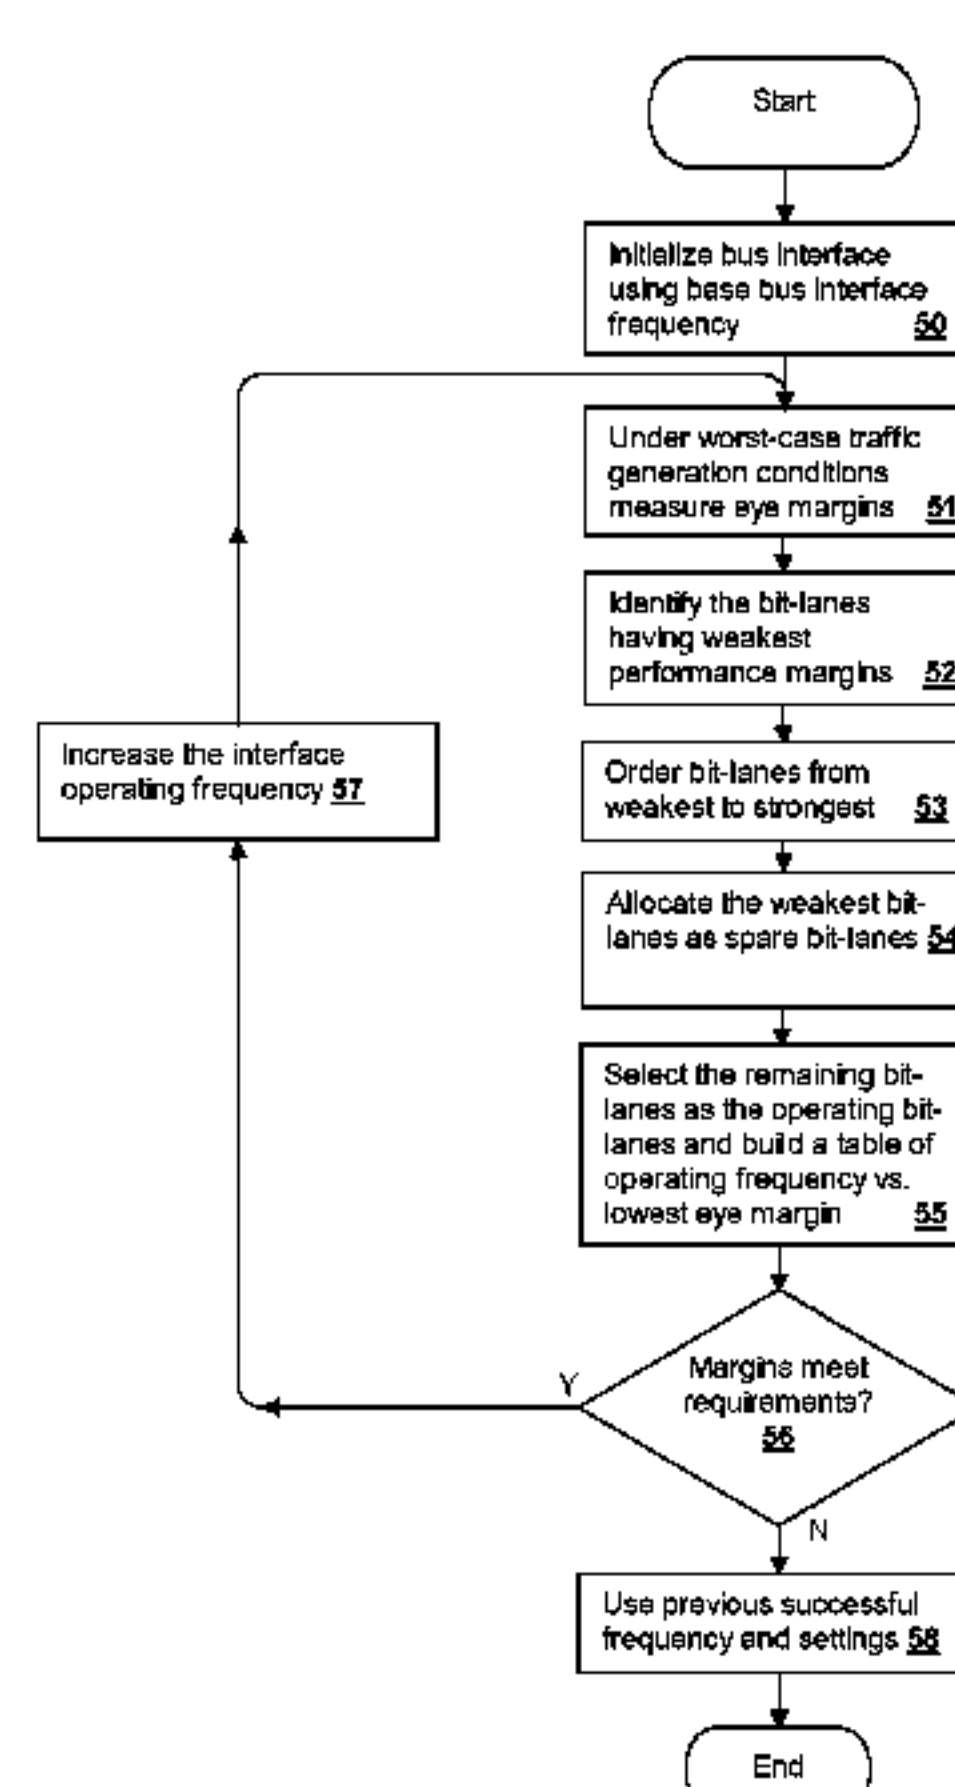 Start
Initialize bus interface
using base bus interface
frequency 50
Under worst-case traffic
generation conditions
measure eye margins 51
Identify the bit-lanes
having weakest
performance margins 52
Increase the interface
operating frequency 57
Order bit-lanes from
weakest to strongest 53
Allocate the weakest bit-
lanes as spare bit-lanes 54
Select the remaining bit-
lanes as the operating bit-
lanes and build a table of
operating frequency vs.
lowest eye margin 55
Y
Margins meet
requirements?
56
N
Use previous successful
frequency and settings 58
End